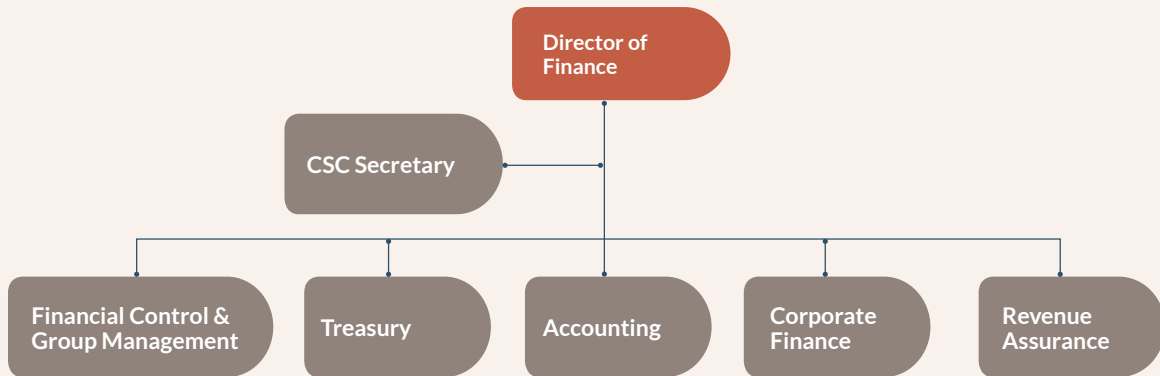 Director of
Finance
CSC Secretary
Financial Control &
Group Management
Treasury
Accounting
Corporate
Finance
Revenue
Assurance